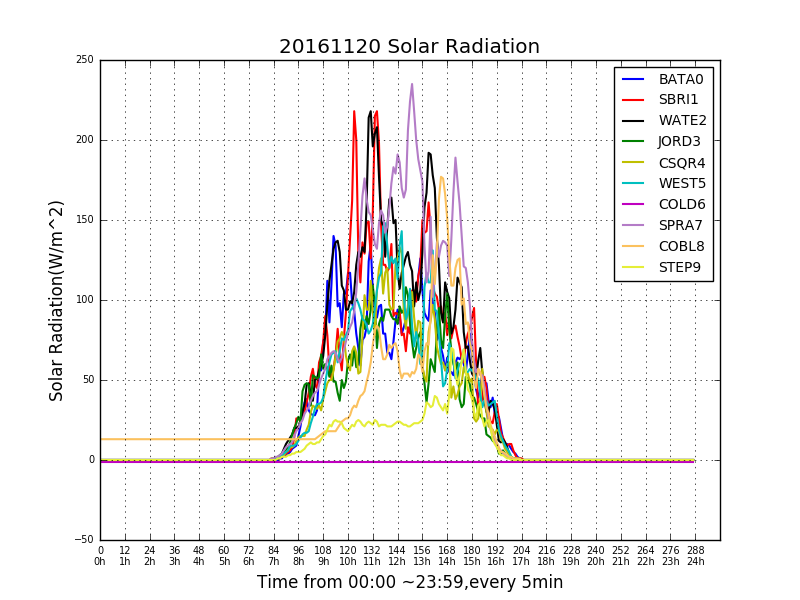 20161120 Solar Radiation
Solar Radiation(W/m^2)
250
200
150
100
50
0
−50
BATA0
SBRI1
WATE2
JORD3
CSQR4
WEST5
COLD6
SPRA7
COBL8
STEP9
0 12 24 36 48 60 72 84 96 108 120 132 144 156 168 180 192 204 216 228 240 252 264 276 288
0h 1h 2h 3h 4h 5h 6h 7h 8h 9h 10h 11h 12h 13h 14h 15h 16h 17h 18h 19h 20h 21h 22h 23h 24h
Time from 00:00 ~23:59,every 5min